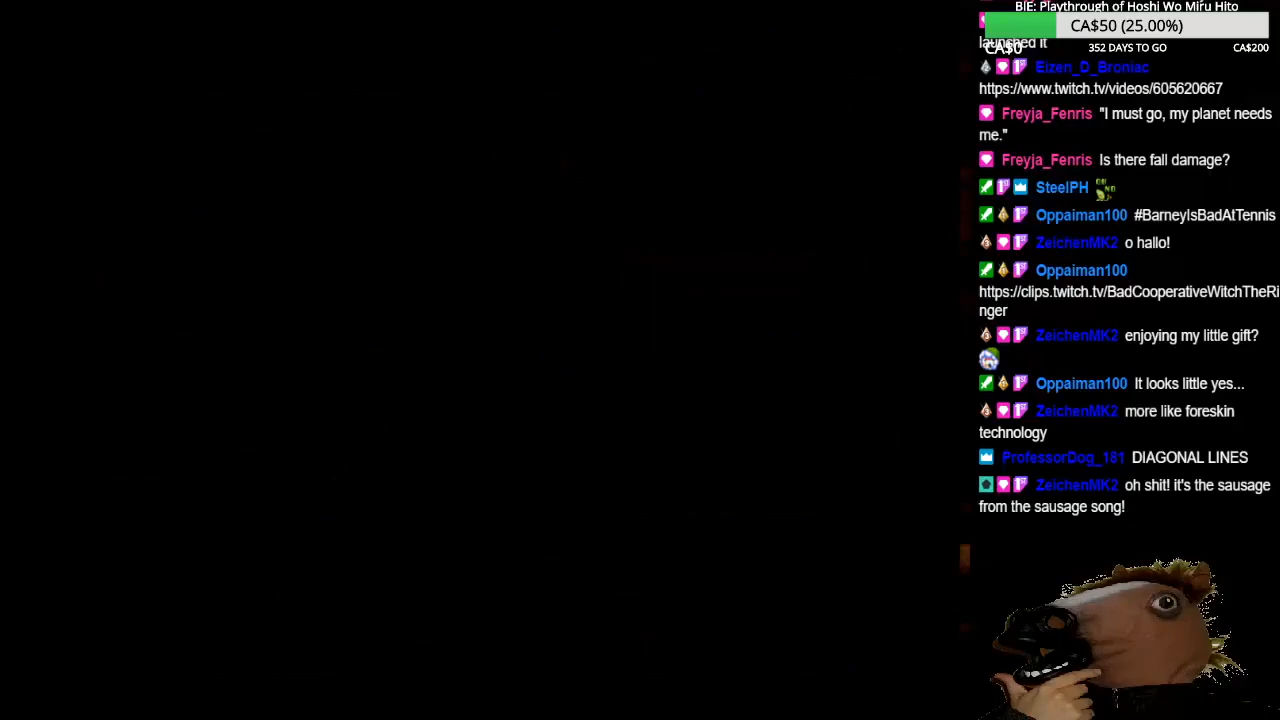 BIE: Playthrough of Hoshi Wo Miru Hito
CA$50 (25.00%)
launched it
CA$0
352 DAYS TO GO
CA$200
Eizen_D_Broniac
https://www.twitch.tv/videos/605620667
Freyja_Fenris "I must go, my planet needs
me."
Freyja_Fenris Is there fall damage?
SteelPH OH NO
Oppaiman100 #BarneyIsBadAtTennis
ZeichenMK2 o hallo!
Oppaiman100
https://clips.twitch.tv/BadCooperativeWitchTheRi
nger
ZeichenMK2 enjoying my little gift?
Oppaiman100 It looks little yes...
ZeichenMK2 more like foreskin
technology
ProfessorDog_181 DIAGONAL LINES
ZeichenMK2 oh shit! it's the sausage
from the sausage song!